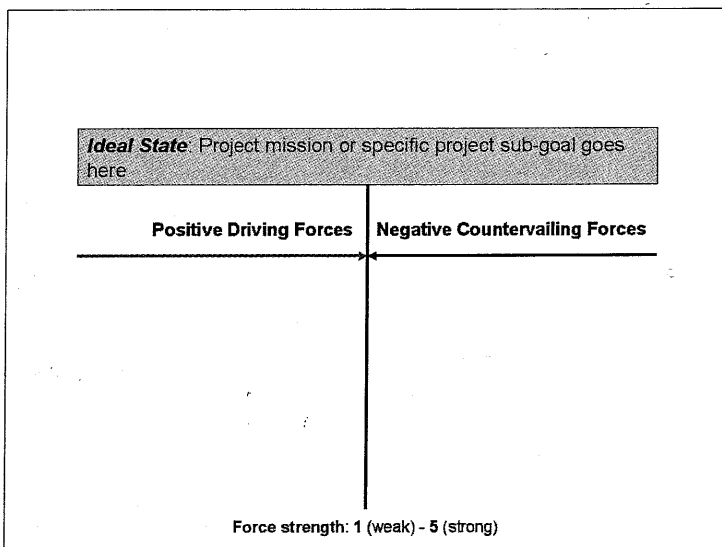 Ideal State: Project mission or specific project sub-goal goes
here
Positive Driving Forces
Negative Countervailing Forces
Force strength: 1 (weak) - 5 (strong)